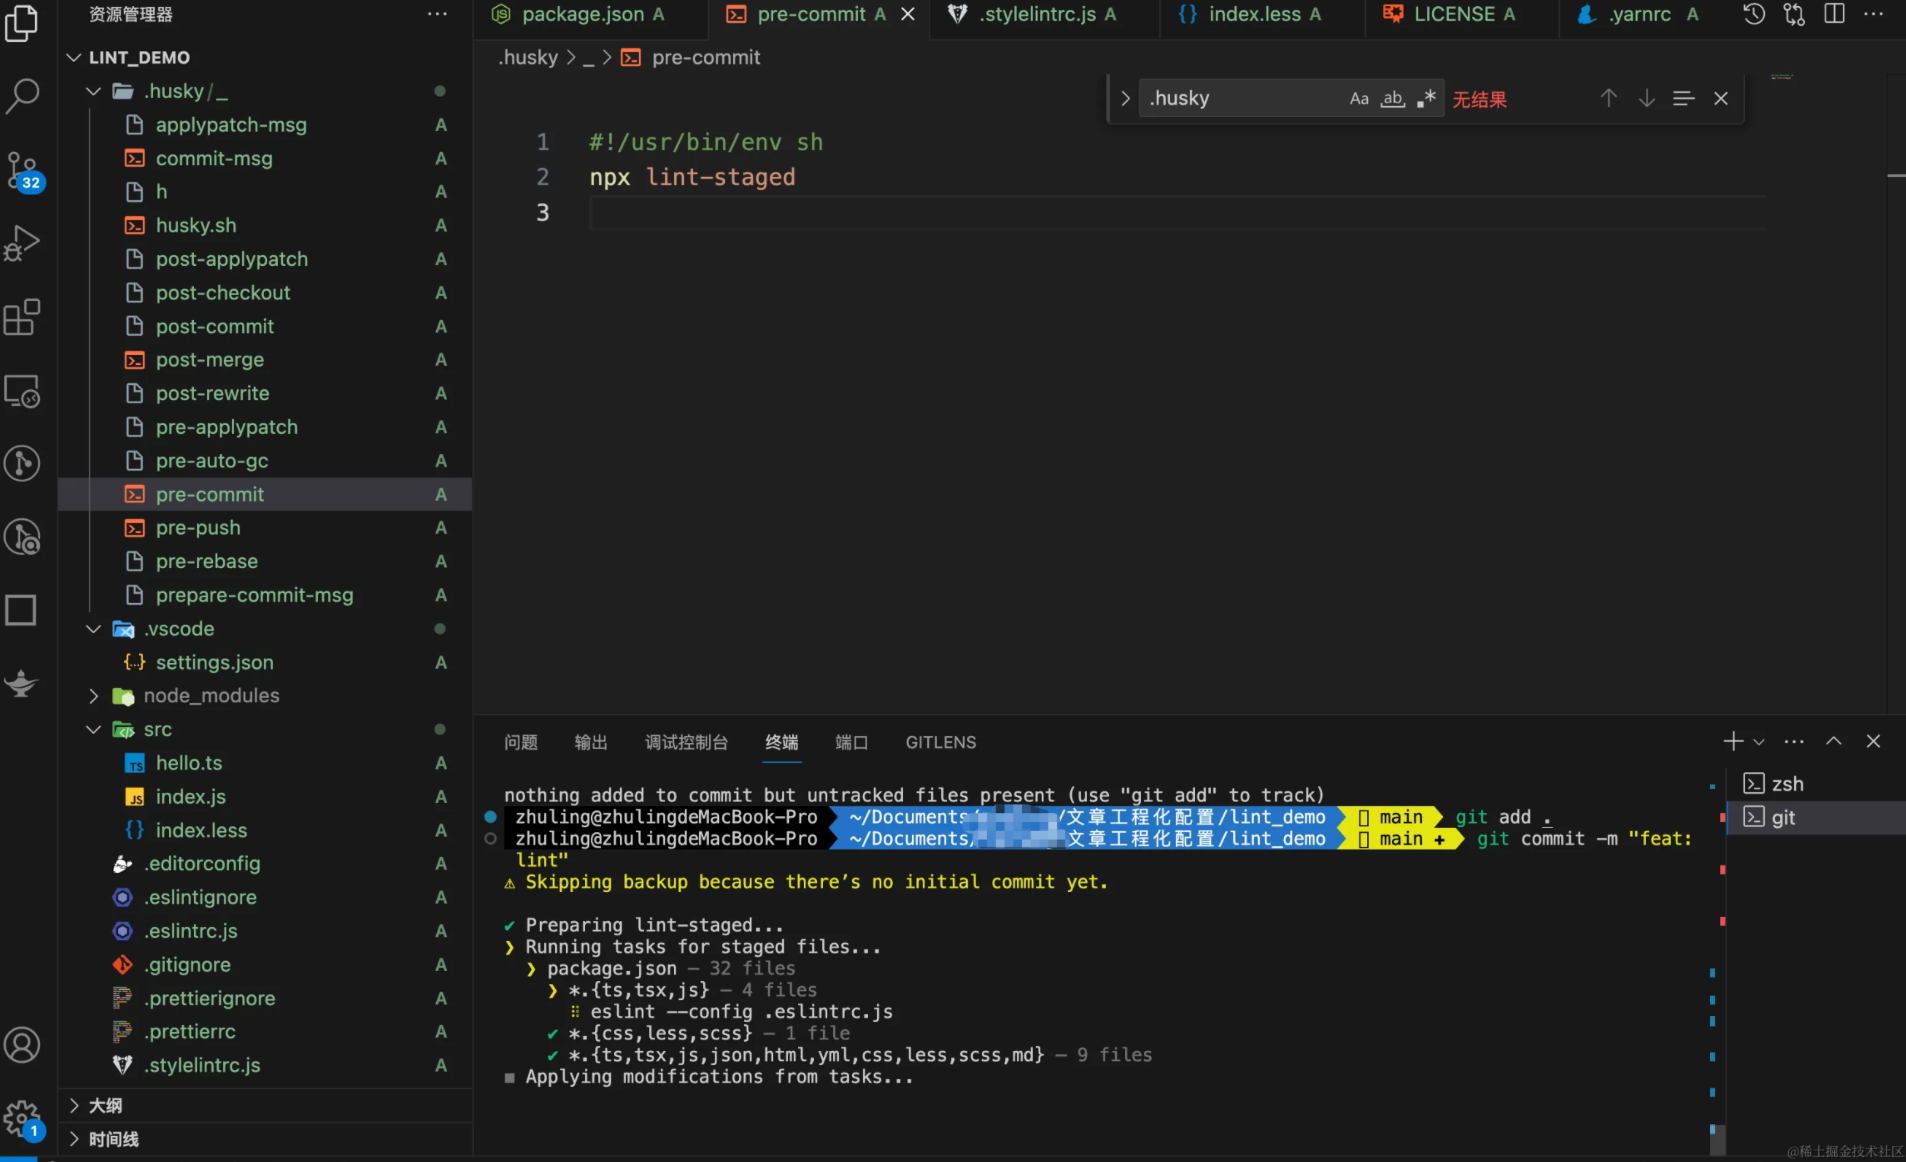 资源管理器
LINT_DEMO
.husky/_
applypatch-msg A
commit-msg A
h A
husky.sh A
post-applypatch A
post-checkout A
post-commit A
post-merge A
post-rewrite A
pre-applypatch A
pre-auto-gc A
pre-commit A
pre-push A
pre-rebase A
prepare-commit-msg A
.vscode
settings.json A
node_modules
src
hello.ts A
index.js A
index.less A
.editorconfig A
.eslintignore A
.eslintrc.js A
.gitignore A
.prettierignore A
.prettierrc A
.stylelintrc.js A
大纲
时间线
32
1
package.json A
pre-commit A
.stylelintrc.js A
index.less A
LICENSE A
.yarnrc A
.husky > _ > pre-commit
.husky Aa ab .* 无结果
1 #!/usr/bin/env sh
2 npx lint-staged
3
问题 输出 调试控制台 终端 端口 GITLENS
nothing added to commit but untracked files present (use "git add" to track)
zhuling@zhulingdeMacBook-Pro ~/Documents/ /文章工程化配置/lint_demo main git add .
zhuling@zhulingdeMacBook-Pro ~/Documents/ 文章工程化配置/lint_demo main + git commit -m "feat:
lint"
⚠ Skipping backup because there’s no initial commit yet.
✔ Preparing lint-staged...
❯ Running tasks for staged files...
❯ package.json — 32 files
❯ *.{ts,tsx,js} — 4 files
eslint --config .eslintrc.js
✔ *.{css,less,scss} — 1 file
✔ *.{ts,tsx,js,json,html,yml,css,less,scss,md} — 9 files
■ Applying modifications from tasks...
zsh
git
@稀土掘金技术社区